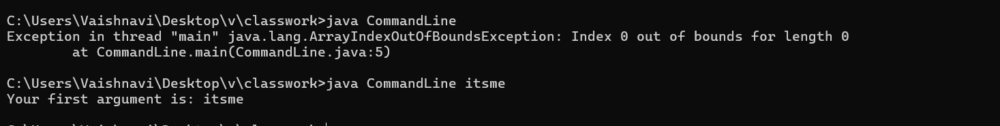 C:\Users\Vaishnavi\Desktop\v\classwork>java CommandLine
Exception in thread "main" java.lang.ArrayIndexOutOfBoundsException: Index 0 out of bounds for length 0
        at CommandLine.main(CommandLine.java:5)
C:\Users\Vaishnavi\Desktop\v\classwork>java CommandLine itsme
Your first argument is: itsme